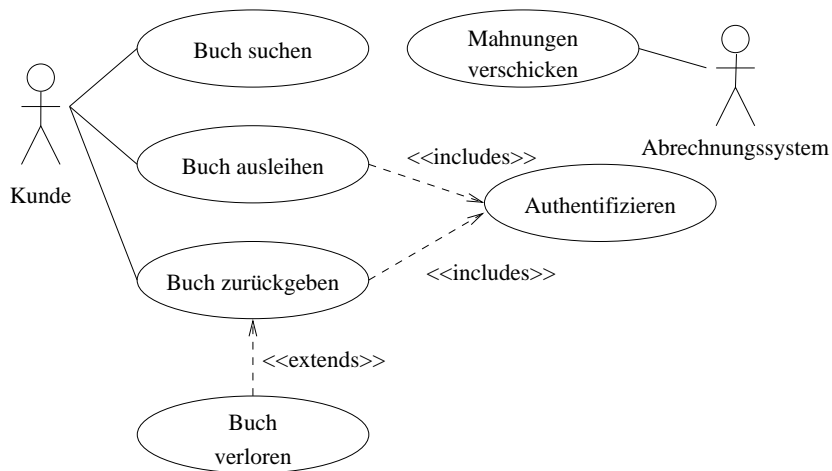 Buch suchen
Mahnungen
verschicken
Kunde
Buch ausleihen
<<includes>>
Abrechnungssystem
Authentifizieren
Buch zurückgeben
<<includes>>
<<extends>>
Buch
verloren